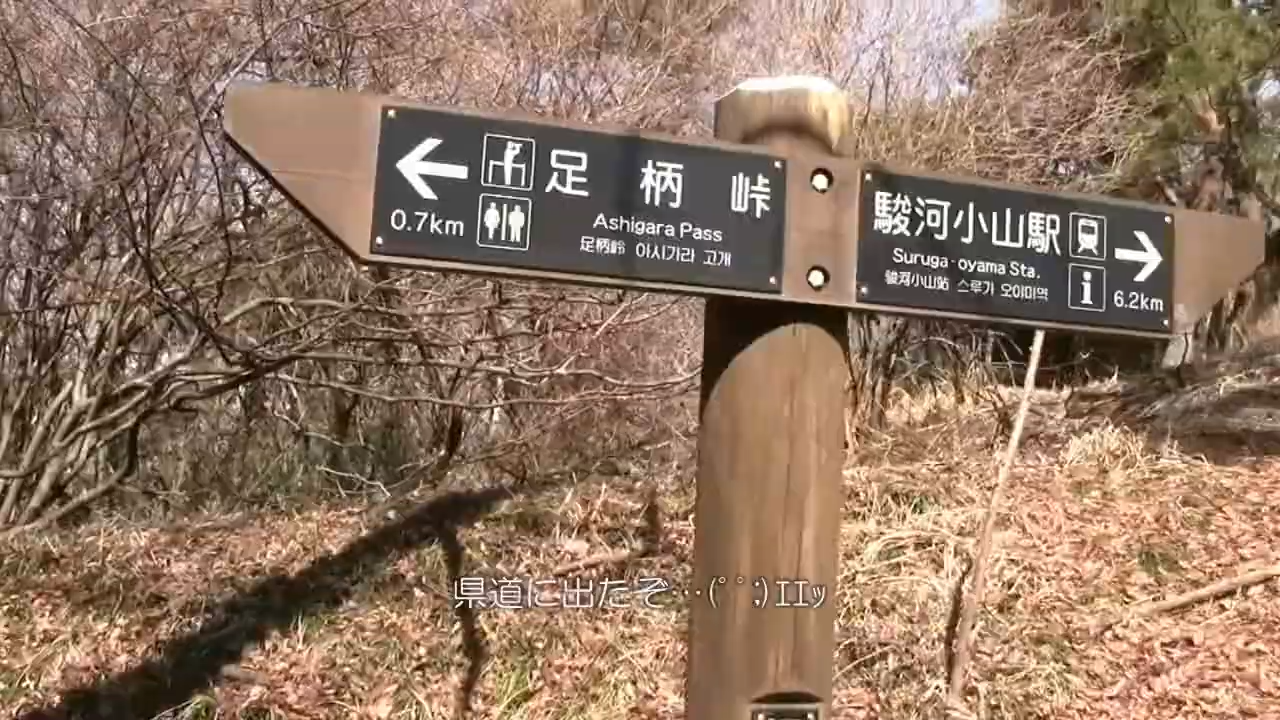 足柄峠
0.7km
Ashigara Pass
足柄岭 아시가라 고개
駿河小山駅
Suruga-oyama Sta.
骏河小山站 스루가 오야마역
6.2km
県道に出たぞ…(ﾟﾟ;)ｴｴｯ